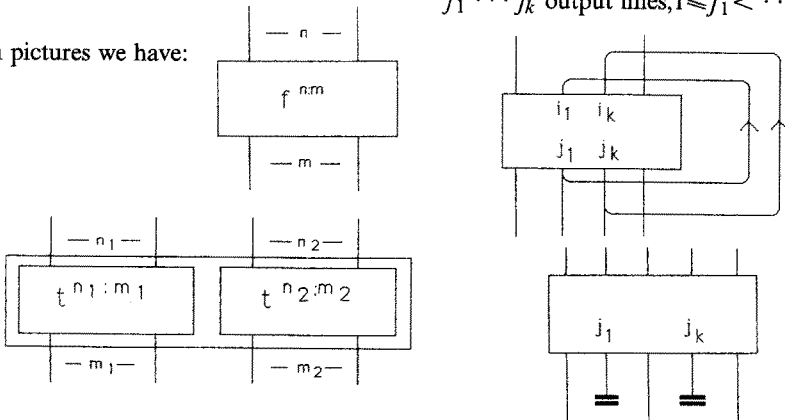 j₁ ··· jₖ output lines, 1 ≤ j₁ <
pictures we have:
— n —
f n:m
— m —
i₁ iₖ
j₁ jₖ
— n₁ —
— n₂ —
t n₁:m₁
t n₂:m₂
— m₁ —
— m₂ —
j₁ jₖ